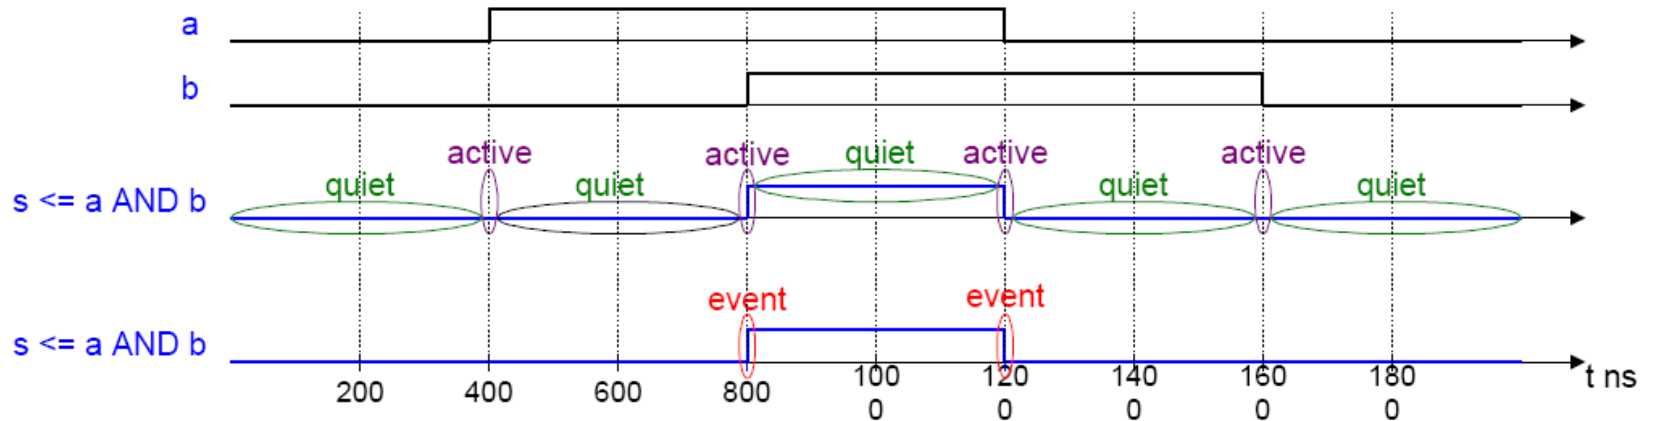 a
b
active active quiet active active
s <= a AND b quiet quiet quiet quiet
event event
s <= a AND b
200 400 600 800 100 120 140 160 180 t ns
0 0 0 0 0